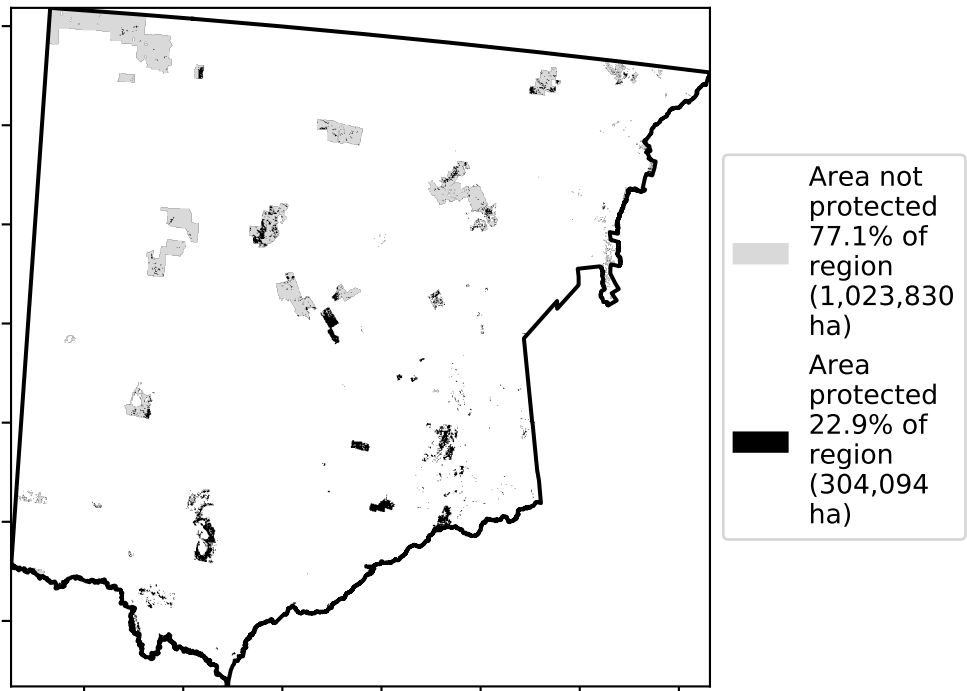 Area not
protected
77.1% of
region
(1,023,830
ha)
Area
protected
22.9% of
region
(304,094
ha)